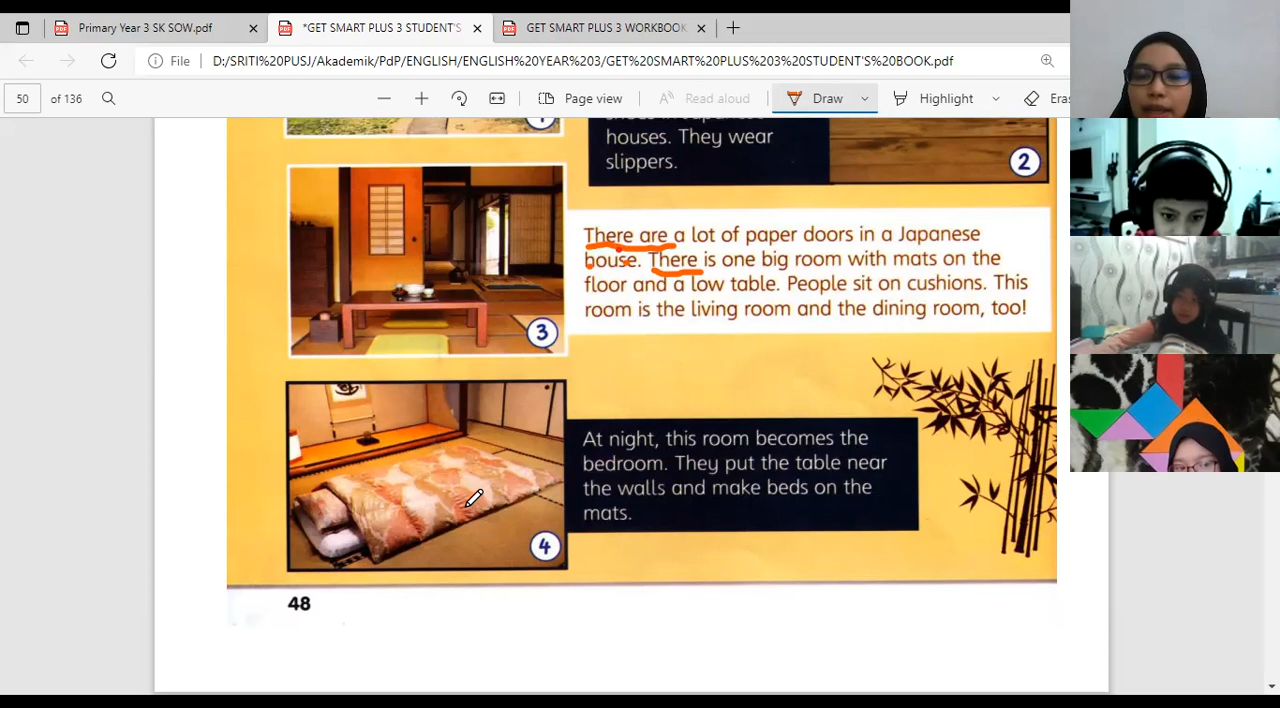 Primary Year 3 SK SOW.pdf
*GET SMART PLUS 3 STUDENT'S
GET SMART PLUS 3 WORKBOOK
File
D:/SRITI%20PUSJ/Akademik/PdP/ENGLISH/ENGLISH%20YEAR%203/GET%20SMART%20PLUS%203%20STUDENT'S%20BOOK.pdf
50 of 136
Page view
Read aloud
Draw
Highlight
Eras
1
shoes in Japanese
houses. They wear
slippers.
2
3
There are a lot of paper doors in a Japanese
house. There is one big room with mats on the
floor and a low table. People sit on cushions. This
room is the living room and the dining room, too!
4
At night, this room becomes the
bedroom. They put the table near
the walls and make beds on the
mats.
48